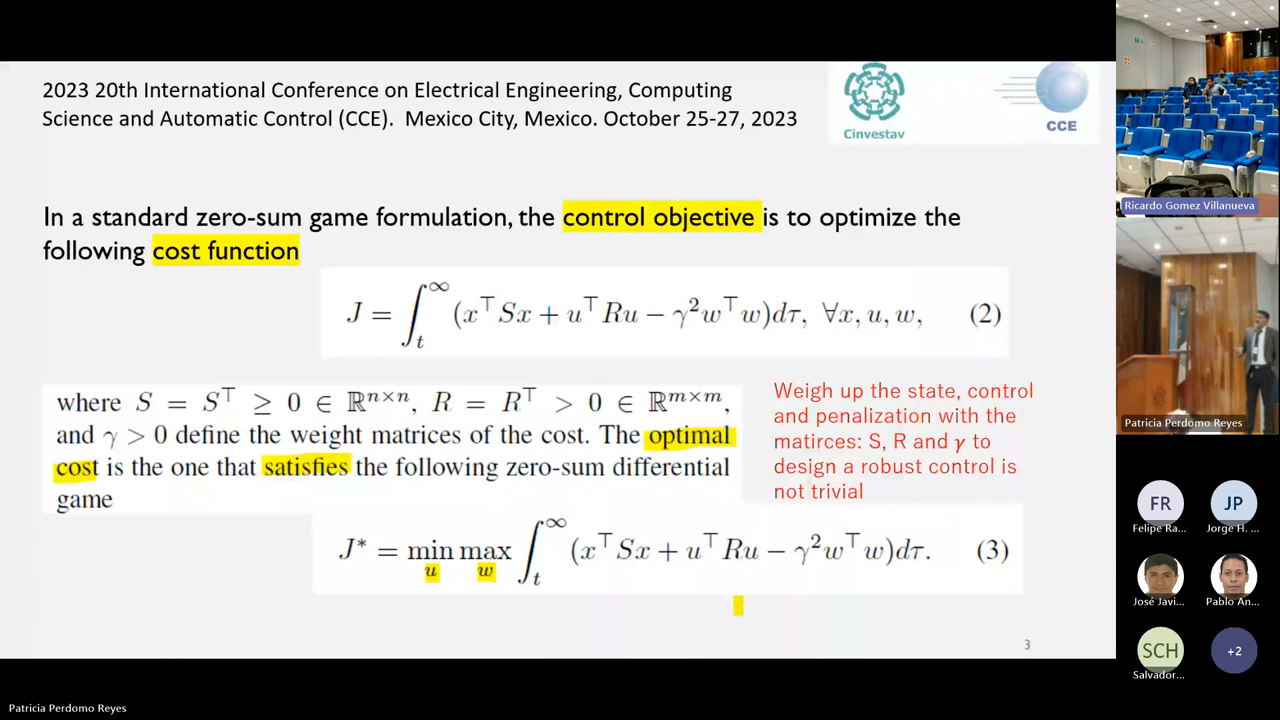 2023 20th International Conference on Electrical Engineering, Computing
Science and Automatic Control (CCE).  Mexico City, Mexico. October 25-27, 2023
Cinvestav
CCE
In a standard zero-sum game formulation, the control objective is to optimize the
following cost function
J = ∫_t^∞ (x^⊤Sx + u^⊤Ru − γ²w^⊤w)dτ, ∀x, u, w, (2)
where S = S^⊤ ≥ 0 ∈ ℝ^{n×n}, R = R^⊤ > 0 ∈ ℝ^{m×m},
and γ > 0 define the weight matrices of the cost. The optimal
cost is the one that satisfies the following zero-sum differential
game
Weigh up the state, control
and penalization with the
matirces: S, R and γ to
design a robust control is
not trivial
J* = min_u max_w ∫_t^∞ (x^⊤Sx + u^⊤Ru − γ²w^⊤w)dτ. (3)
3
Ricardo Gomez Villanueva
Patricia Perdomo Reyes
FR
Felipe Ra...
JP
Jorge H. ...
José Javi...
Pablo An...
SCH
Salvador...
+2
Patricia Perdomo Reyes